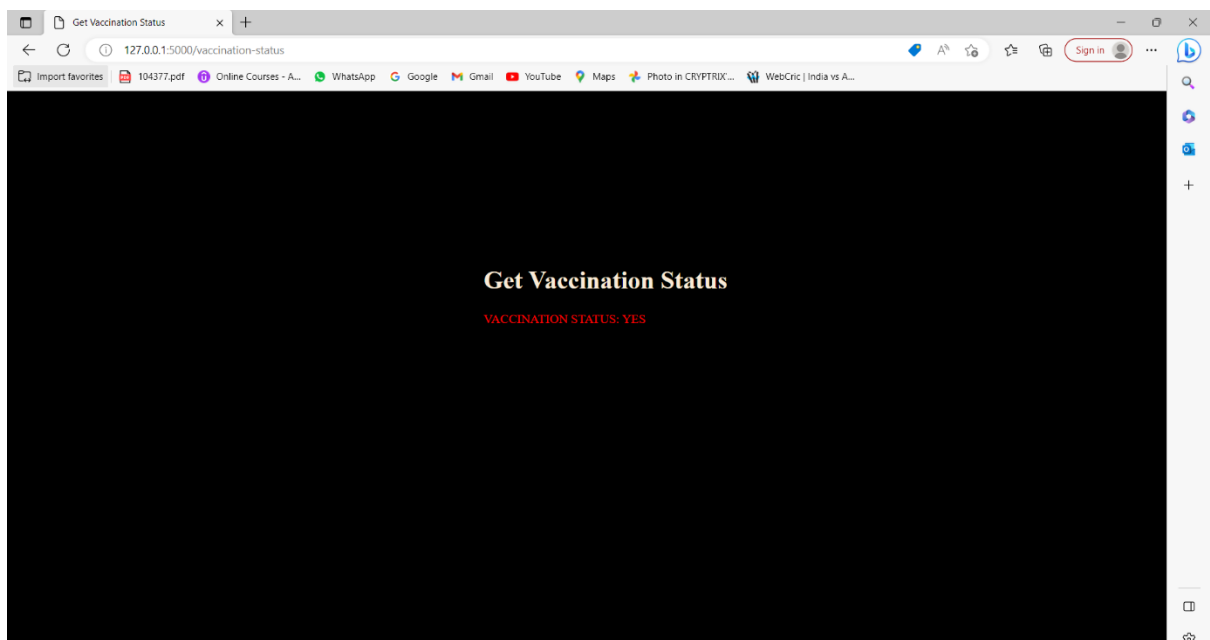 Get Vaccination Status
127.0.0.1:5000/vaccination-status
Sign in
Import favorites 104377.pdf Online Courses - A... WhatsApp Google Gmail YouTube Maps Photo in CRYPTRIX'... WebCric | India vs A...
Get Vaccination Status
VACCINATION STATUS: YES